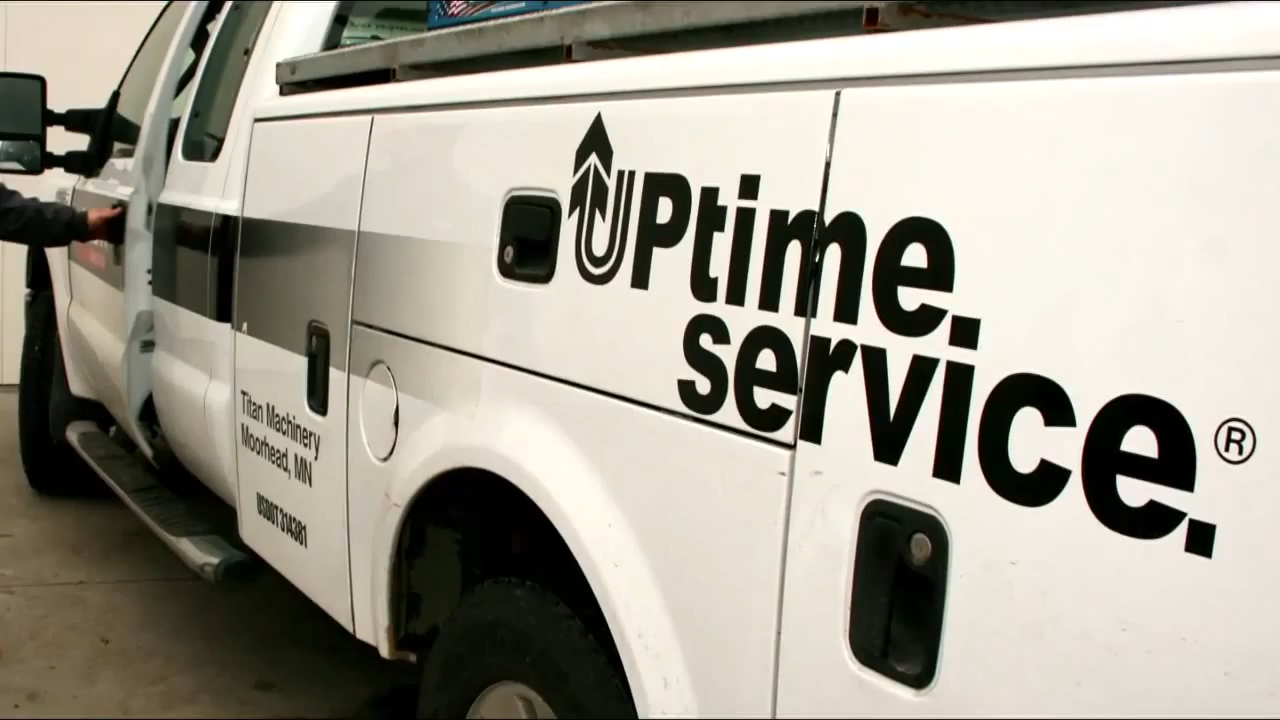 UPtime.
service.®
Titan Machinery
Moorhead, MN
USDOT 314381